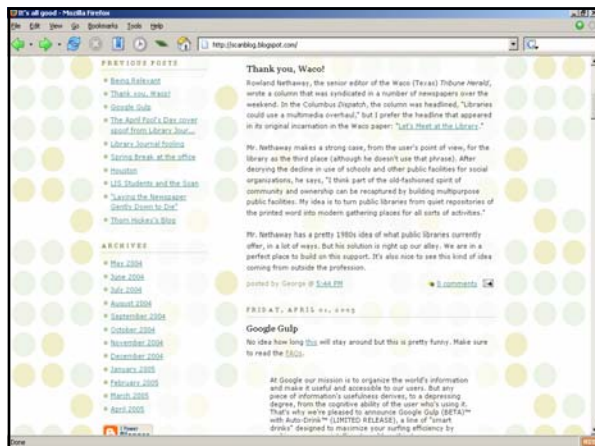 It's all good - Mozilla Firefox
File Edit View Go Bookmarks Tools Help
http://scanblog.blogspot.com/
PREVIOUS POSTS
Being Relevant
Thank you, Waco!
Google Gulp
The April Fool's Day cover
spoof from Library Jour...
Library Journal fooling
Spring Break at the office
Houston
LIS Students and the Scan
"Laying the Newspaper
Gently Down to Die"
Thom Hickey's Blog
ARCHIVES
May 2004
June 2004
July 2004
August 2004
September 2004
October 2004
November 2004
December 2004
January 2005
February 2005
March 2005
April 2005
I Power
Blogger
Thank you, Waco!
Rowland Nethaway, the senior editor of the Waco (Texas) Tribune Herald,
wrote a column that was syndicated in a number of newspapers over the
weekend. In the Columbus Dispatch, the column was headlined, "Libraries
could use a multimedia overhaul," but I prefer the headline that appeared
in its original incarnation in the Waco paper: "Let's Meet at the Library."
Mr. Nethaway makes a strong case, from the user's point of view, for the
library as the third place (although he doesn't use that phrase). After
decrying the decline in use of schools and other public facilities for social
organizations, he says, "I think part of the old-fashioned spirit of
community and ownership can be recaptured by building multipurpose
public facilities. My idea is to turn public libraries from quiet repositories of
the printed word into modern gathering places for all sorts of activities."
Mr. Nethaway has a pretty 1980s idea of what public libraries currently
offer, in a lot of ways. But his solution is right up our alley. We are in a
perfect place to build on this support. It's also nice to see this kind of idea
coming from outside the profession.
posted by George @ 5:44 PM
0 comments
FRIDAY, APRIL 01, 2005
Google Gulp
No idea how long this will stay around but this is pretty funny. Make sure
to read the FAQs.
At Google our mission is to organize the world's information
and make it useful and accessible to our users. But any
piece of information's usefulness derives, to a depressing
degree, from the cognitive ability of the user who's using it.
That's why we're pleased to announce Google Gulp (BETA)™
with Auto-Drink™ (LIMITED RELEASE), a line of "smart
drinks" designed to maximize your surfing efficiency by
Done